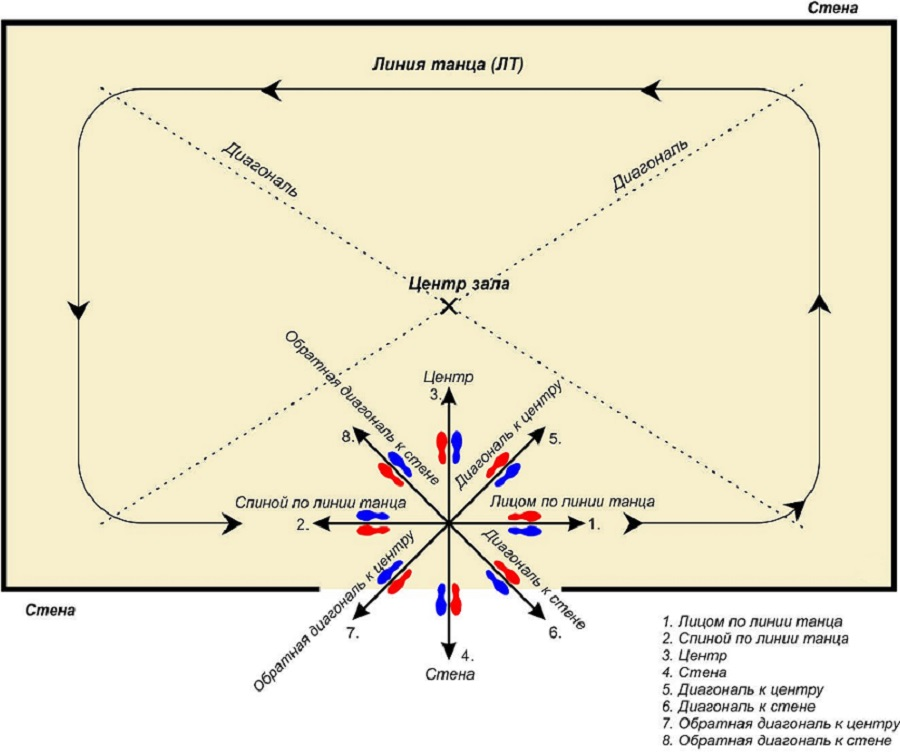 Стена
Линия танца (ЛТ)
Диагональ
Диагональ
Центр зала
Обратная диагональ к стене
Центр
3.
Диагональ к центру
8.
5.
Спиной по линии танца
Лицом по линии танца
2.
1.
Обратная диагональ к центру
Диагональ к стене
7.
6.
4.
Стена
Стена
1. Лицом по линии танца
2. Спиной по линии танца
3. Центр
4. Стена
5. Диагональ к центру
6. Диагональ к стене
7. Обратная диагональ к центру
8. Обратная диагональ к стене